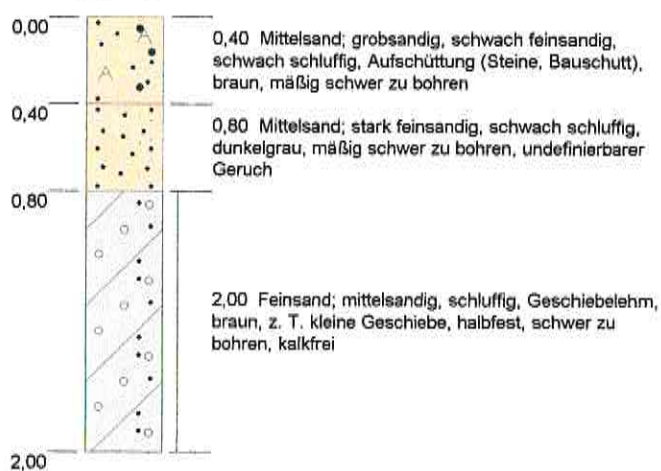 0,00
0,40 Mittelsand; grobsandig, schwach feinsandig,
schwach schluffig, Aufschüttung (Steine, Bauschutt),
braun, mäßig schwer zu bohren
0,40
0,80 Mittelsand; stark feinsandig, schwach schluffig,
dunkelgrau, mäßig schwer zu bohren, undefinierbarer
Geruch
0,80
2,00 Feinsand; mittelsandig, schluffig, Geschiebelehm,
braun, z. T. kleine Geschiebe, halbfest, schwer zu
bohren, kalkfrei
2,00